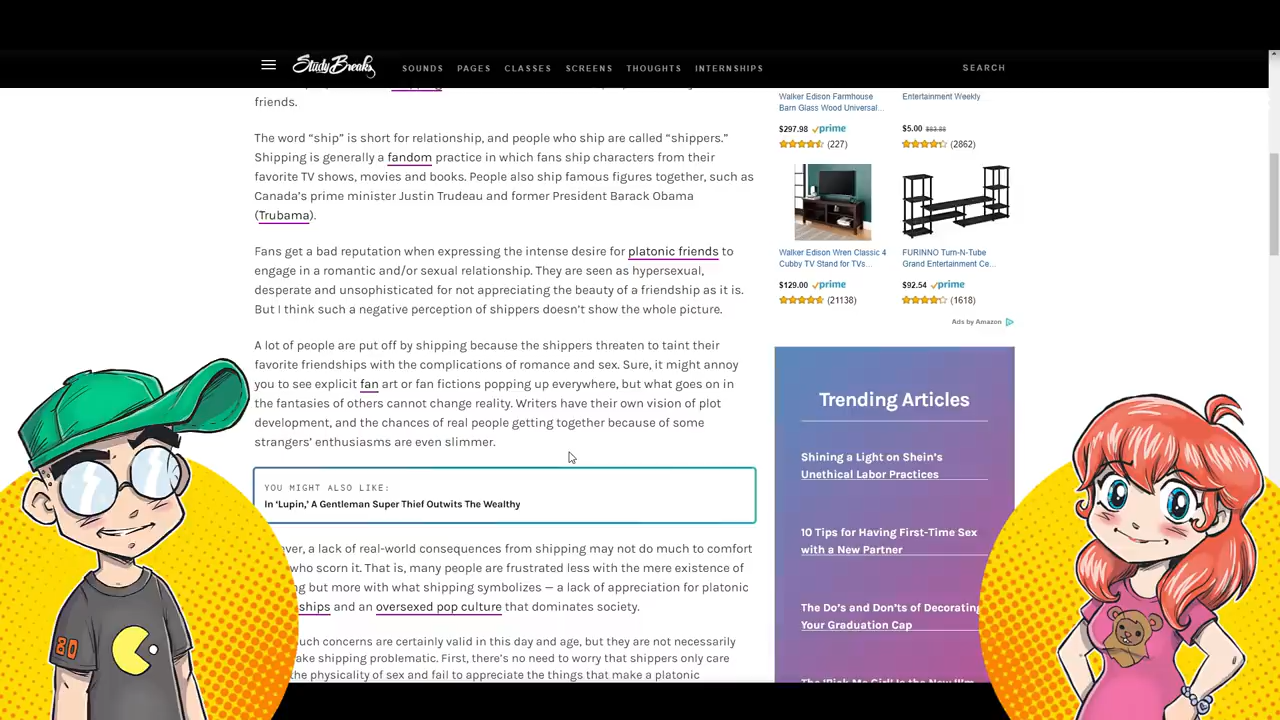 StudyBreaks
SOUNDS PAGES CLASSES SCREENS THOUGHTS INTERNSHIPS
SEARCH
friends.
The word “ship” is short for relationship, and people who ship are called “shippers.”
Shipping is generally a fandom practice in which fans ship characters from their
favorite TV shows, movies and books. People also ship famous figures together, such as
Canada’s prime minister Justin Trudeau and former President Barack Obama
(Trubama).
Fans get a bad reputation when expressing the intense desire for platonic friends to
engage in a romantic and/or sexual relationship. They are seen as hypersexual,
desperate and unsophisticated for not appreciating the beauty of a friendship as it is.
But I think such a negative perception of shippers doesn’t show the whole picture.
A lot of people are put off by shipping because the shippers threaten to taint their
favorite friendships with the complications of romance and sex. Sure, it might annoy
you to see explicit fan art or fan fictions popping up everywhere, but what goes on in
the fantasies of others cannot change reality. Writers have their own vision of plot
development, and the chances of real people getting together because of some
strangers’ enthusiasms are even slimmer.
YOU MIGHT ALSO LIKE:
In ‘Lupin,’ A Gentleman Super Thief Outwits The Wealthy
ever, a lack of real-world consequences from shipping may not do much to comfort
who scorn it. That is, many people are frustrated less with the mere existence of
ng but more with what shipping symbolizes — a lack of appreciation for platonic
ships and an oversexed pop culture that dominates society.
uch concerns are certainly valid in this day and age, but they are not necessarily
ake shipping problematic. First, there’s no need to worry that shippers only care
the physicality of sex and fail to appreciate the things that make a platonic
Walker Edison Farmhouse
Barn Glass Wood Universal...
$297.98 prime
(227)
Entertainment Weekly
$5.00 $83.88
(2862)
Walker Edison Wren Classic 4
Cubby TV Stand for TVs...
$129.00 prime
(21138)
FURINNO Turn-N-Tube
Grand Entertainment Ce...
$92.54 prime
(1618)
Ads by Amazon
Trending Articles
Shining a Light on Shein’s
Unethical Labor Practices
10 Tips for Having First-Time Sex
with a New Partner
The Do’s and Don’ts of Decorating
Your Graduation Cap
The ‘Pick Me Girl’ Is the New ‘I’m
80